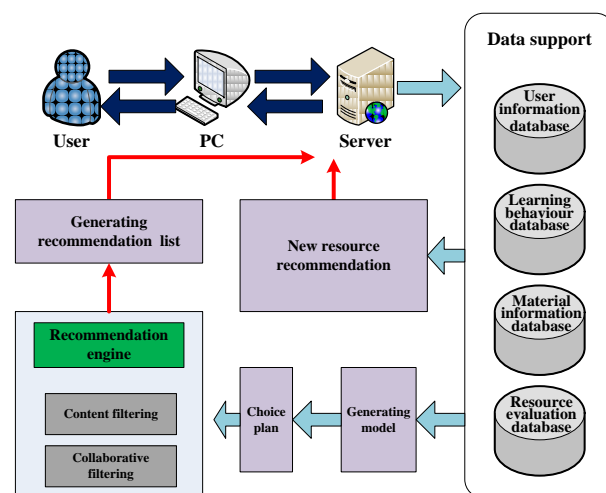 Data support
User
information
database
Learning
behaviour
database
Material
information
database
Resource
evaluation
database
User
PC
Server
Generating
recommendation list
New resource
recommendation
Recommendation
engine
Content filtering
Collaborative
filtering
Choice
plan
Generating
model